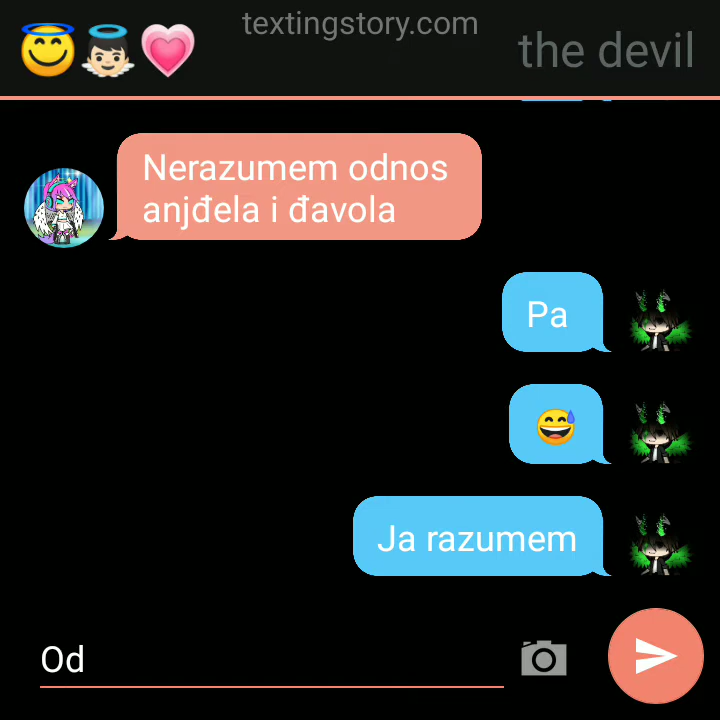 textingstory.com
😇👼🏻💗 the devil
Nerazumem odnos
anjđela i đavola
Pa
😅
Ja razumem
Od